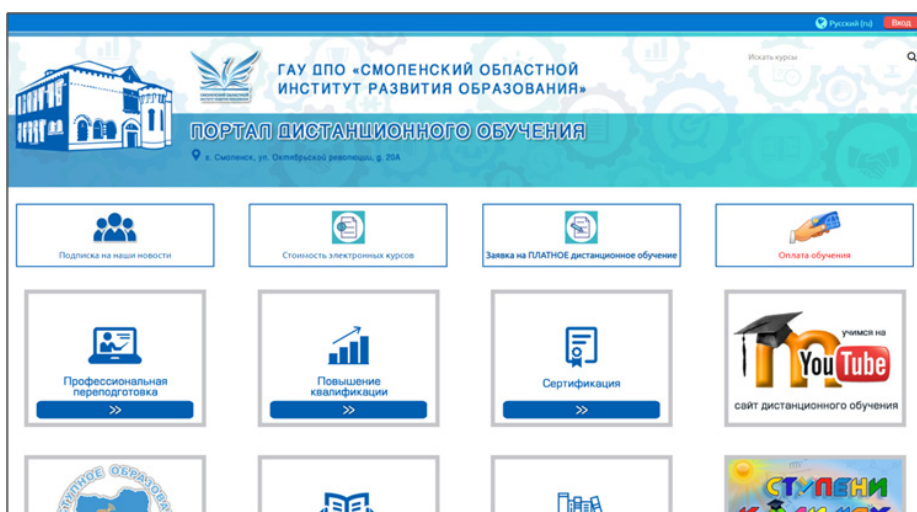 Русский (ru)
Вход
Искать курсы
ГАУ ДПО «СМОЛЕНСКИЙ ОБЛАСТНОЙ
ИНСТИТУТ РАЗВИТИЯ ОБРАЗОВАНИЯ»
ПОРТАЛ ДИСТАНЦИОННОГО ОБУЧЕНИЯ
г. Смоленск, ул. Октябрьской революции, д. 20А
Подписка на наши новости
Стоимость электронных курсов
Заявка на ПЛАТНОЕ дистанционное обучение
Оплата обучения
Профессиональная
переподготовка
Повышение
квалификации
Сертификация
учимся на
YouTube
сайт дистанционного обучения
СТУПЕНИ